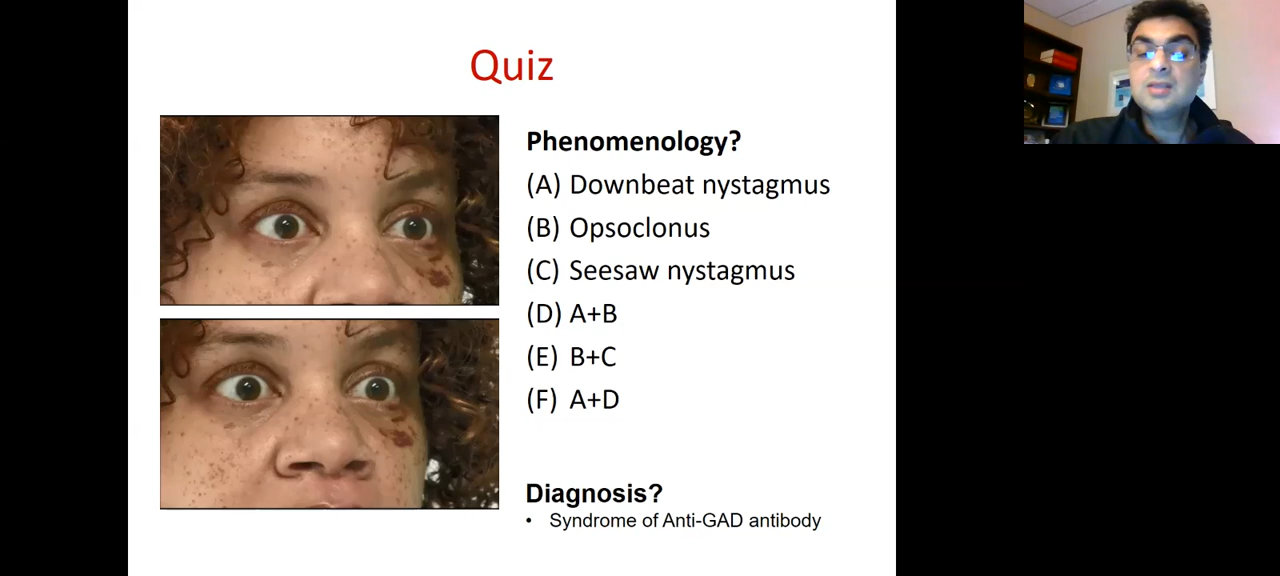 Quiz
Phenomenology?
(A) Downbeat nystagmus
(B) Opsoclonus
(C) Seesaw nystagmus
(D) A+B
(E) B+C
(F) A+D
Diagnosis?
• Syndrome of Anti-GAD antibody